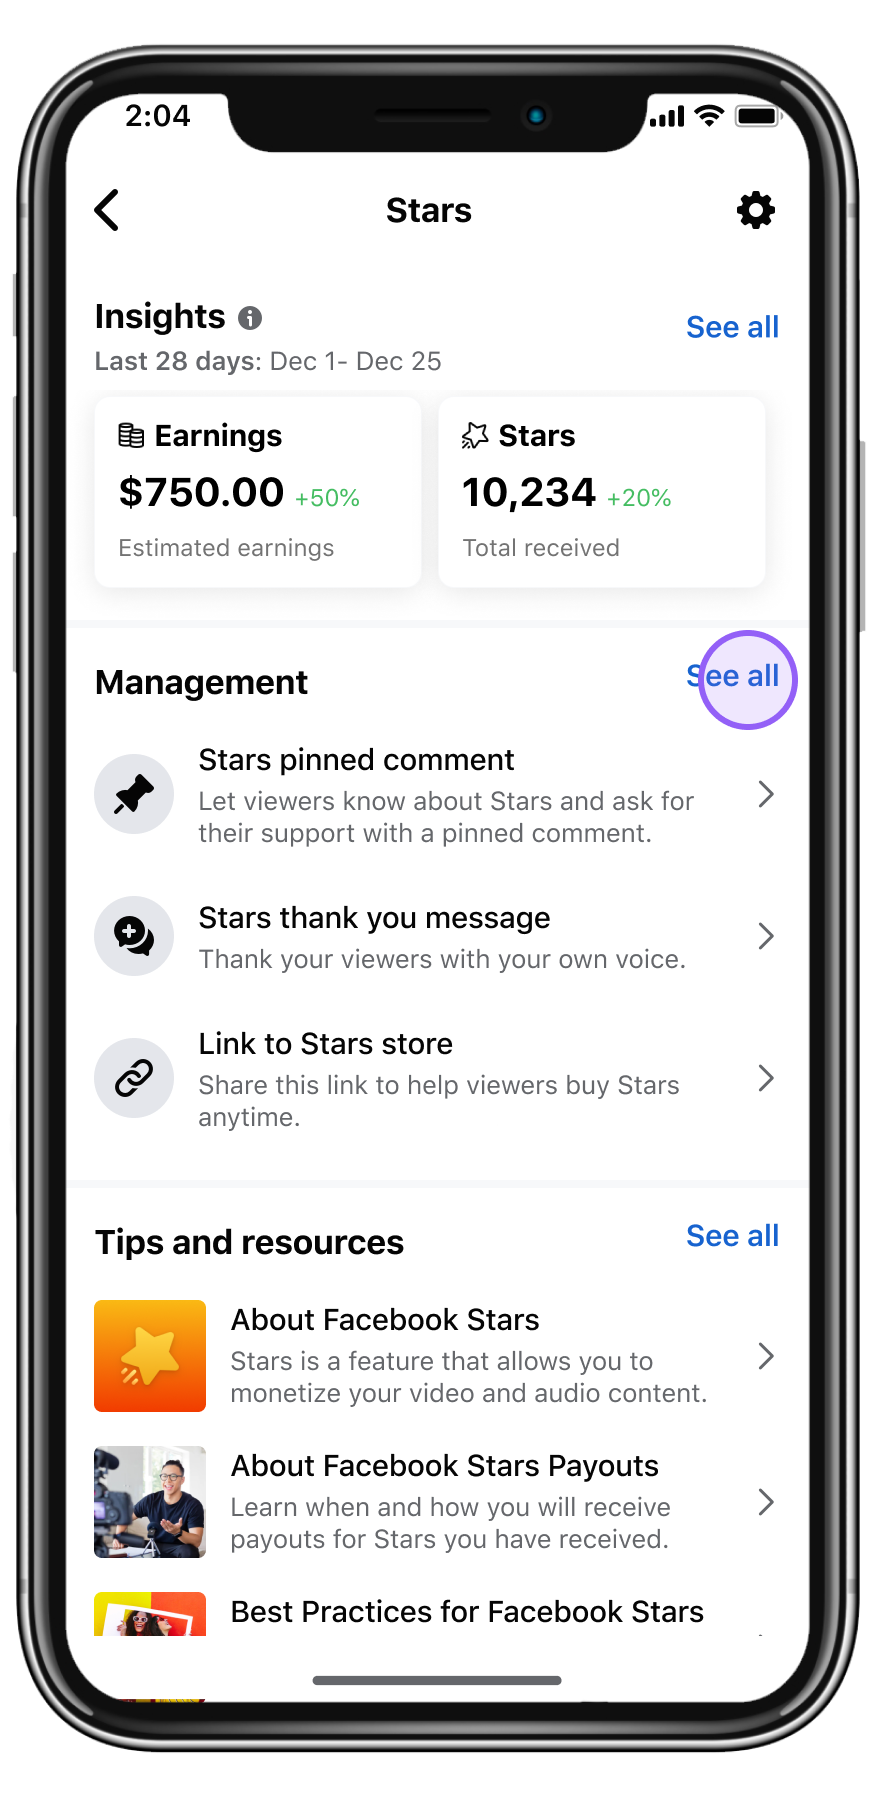 2:04
Stars
Insights
See all
Last 28 days: Dec 1- Dec 25
Earnings
$750.00 +50%
Estimated earnings
Stars
10,234 +20%
Total received
Management
See all
Stars pinned comment
Let viewers know about Stars and ask for
their support with a pinned comment.
Stars thank you message
Thank your viewers with your own voice.
Link to Stars store
Share this link to help viewers buy Stars
anytime.
Tips and resources
See all
About Facebook Stars
Stars is a feature that allows you to
monetize your video and audio content.
About Facebook Stars Payouts
Learn when and how you will receive
payouts for Stars you have received.
Best Practices for Facebook Stars